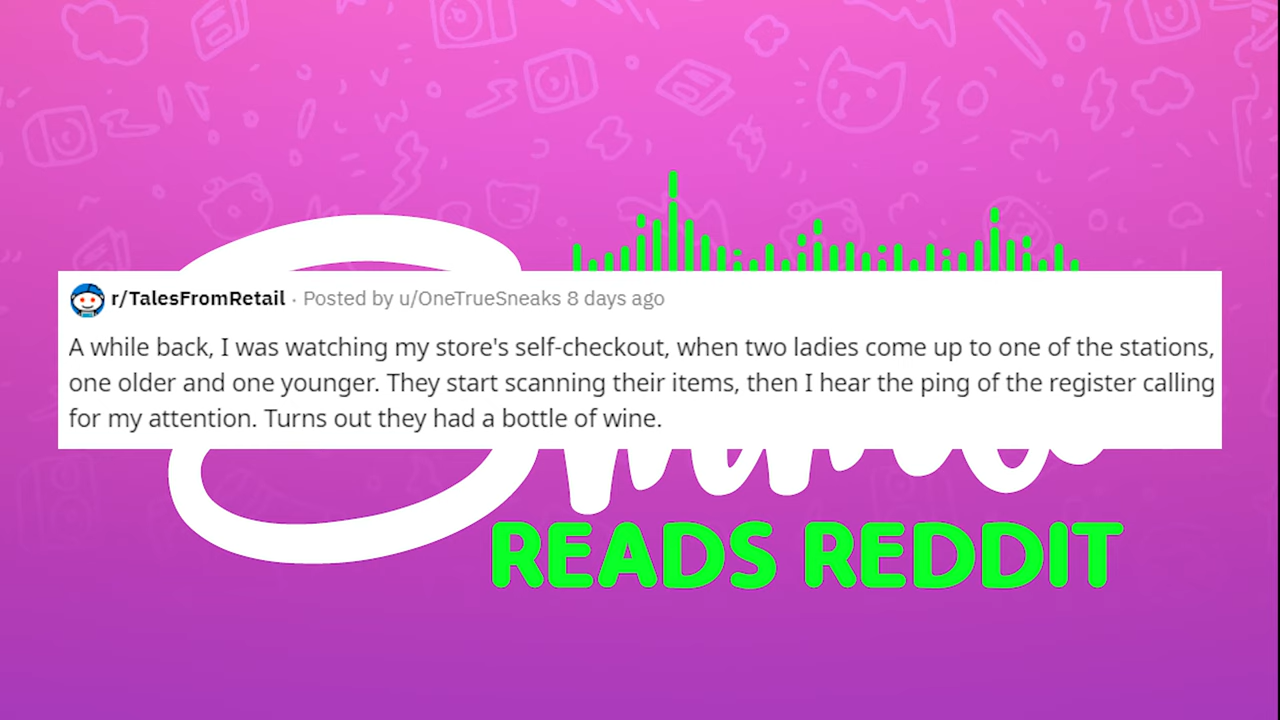 r/TalesFromRetail · Posted by u/OneTrueSneaks 8 days ago
A while back, I was watching my store's self-checkout, when two ladies come up to one of the stations,
one older and one younger. They start scanning their items, then I hear the ping of the register calling
for my attention. Turns out they had a bottle of wine.
READS REDDIT